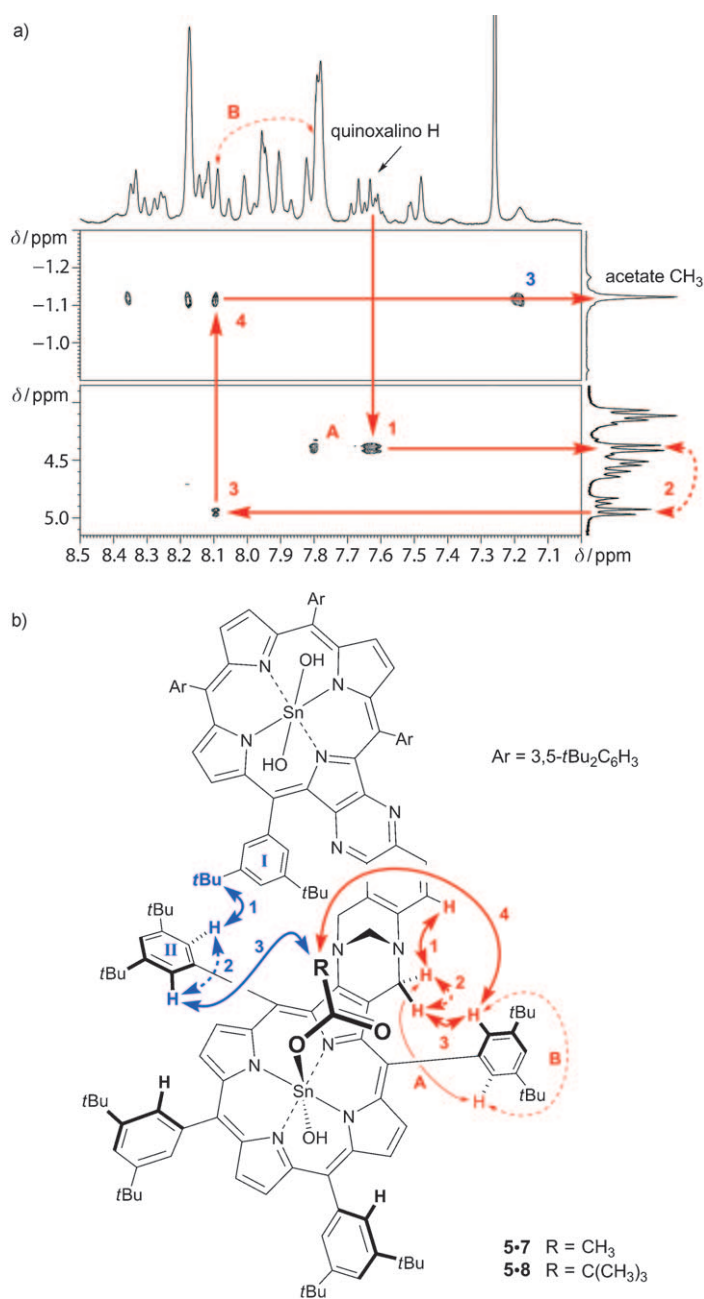 a)
B
quinoxalino H
δ/ppm
−1.2
−1.1
−1.0
3
4
acetate CH3
δ/ppm
4.5
5.0
A
1
3
2
8.5 8.4 8.3 8.2 8.1 8.0 7.9 7.8 7.7 7.6 7.5 7.4 7.3 7.2 7.1 δ/ppm
b)
Ar
OH
N
N
Ar
Sn
N
N
HO
Ar
Ar = 3,5-tBu2C6H3
N
N
I
tBu
tBu
1
H
4
tBu
II
2
3
H
N
N
1
H
2
tBu
H
R
H
H
3
tBu
O
O
A
H
B
tBu
N
N
Sn
N
N
OH
H
tBu
tBu
H
tBu
tBu
5•7 R = CH3
5•8 R = C(CH3)3